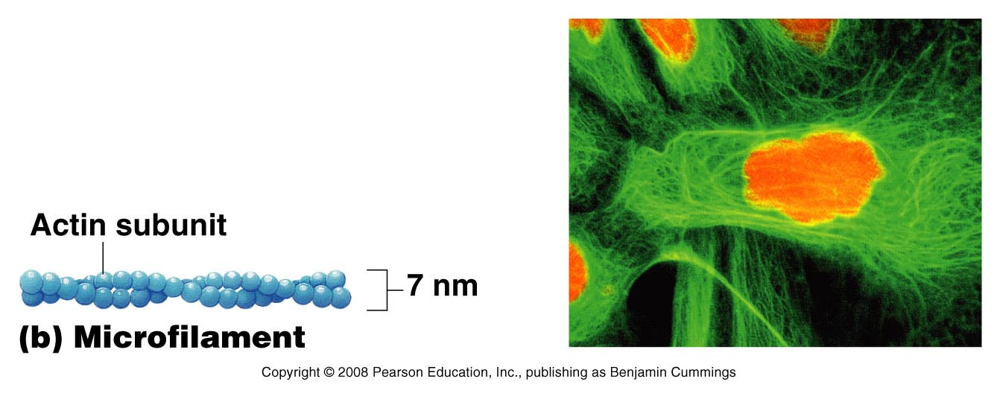 Actin subunit
7 nm
(b) Microfilament
Copyright © 2008 Pearson Education, Inc., publishing as Benjamin Cummings